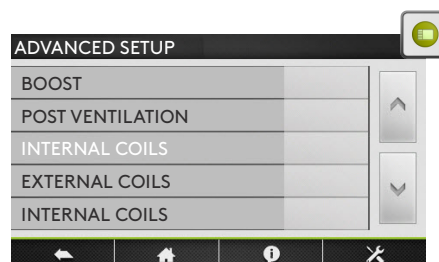 ADVANCED SETUP
BOOST
POST VENTILATION
INTERNAL COILS
EXTERNAL COILS
INTERNAL COILS